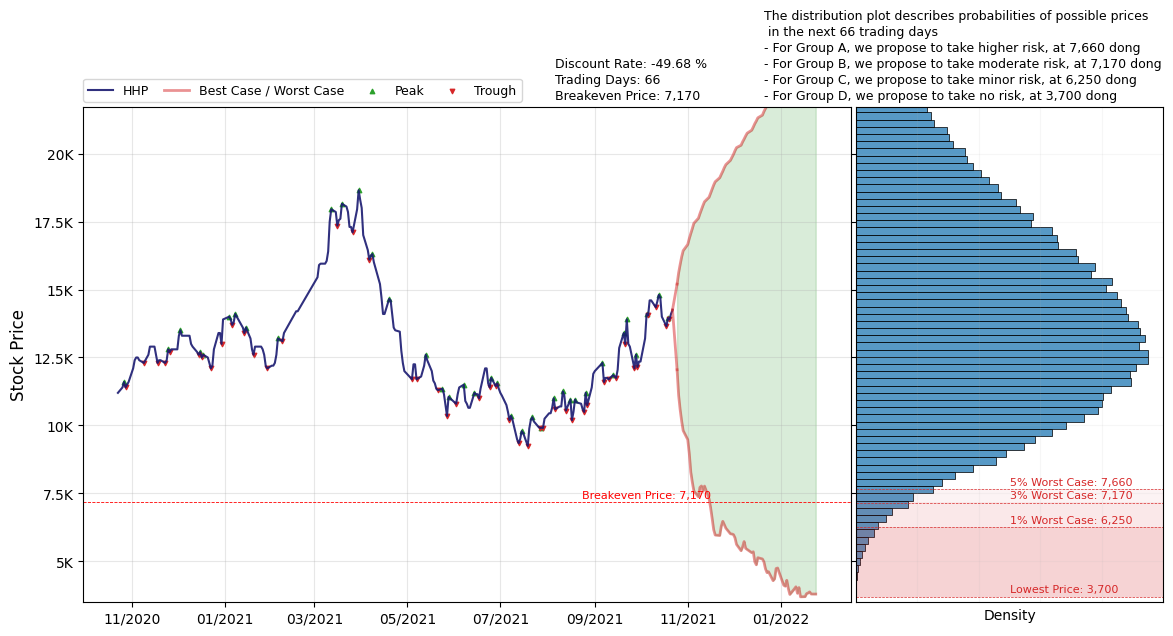 The distribution plot describes probabilities of possible prices
in the next 66 trading days
- For Group A, we propose to take higher risk, at 7,660 dong
- For Group B, we propose to take moderate risk, at 7,170 dong
- For Group C, we propose to take minor risk, at 6,250 dong
- For Group D, we propose to take no risk, at 3,700 dong
Discount Rate: -49.68 %
Trading Days: 66
Breakeven Price: 7,170
HHP
Best Case / Worst Case
Peak
Trough
Stock Price
20K
17.5K
15K
12.5K
10K
7.5K
5K
Breakeven Price: 7,170
5% Worst Case: 7,660
3% Worst Case: 7,170
1% Worst Case: 6,250
Lowest Price: 3,700
11/2020
01/2021
03/2021
05/2021
07/2021
09/2021
11/2021
01/2022
Density